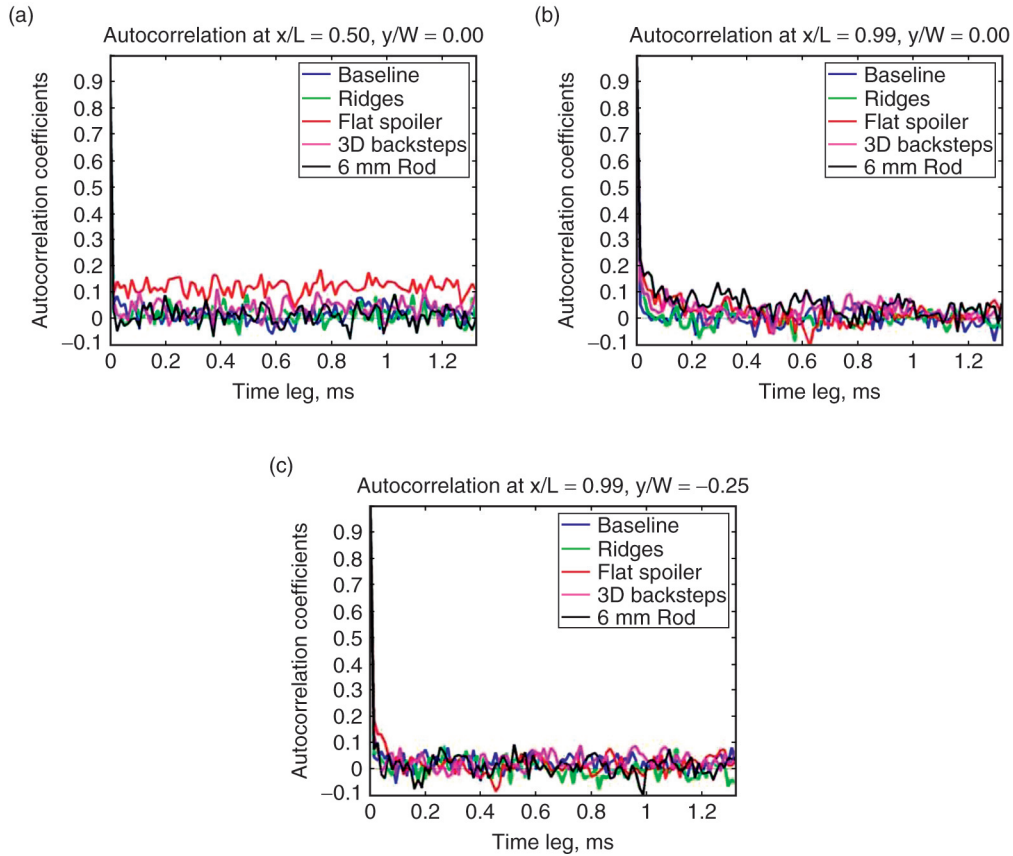 (a)
Autocorrelation at x/L = 0.50, y/W = 0.00
Autocorrelation coefficients
0.9
0.8
0.7
0.6
0.5
0.4
0.3
0.2
0.1
0
−0.1
Baseline
Ridges
Flat spoiler
3D backsteps
6 mm Rod
0 0.2 0.4 0.6 0.8 1 1.2
Time leg, ms
(b)
Autocorrelation at x/L = 0.99, y/W = 0.00
Autocorrelation coefficients
0.9
0.8
0.7
0.6
0.5
0.4
0.3
0.2
0.1
0
−0.1
Baseline
Ridges
Flat spoiler
3D backsteps
6 mm Rod
0 0.2 0.4 0.6 0.8 1 1.2
Time leg, ms
(c)
Autocorrelation at x/L = 0.99, y/W = −0.25
Autocorrelation coefficients
0.9
0.8
0.7
0.6
0.5
0.4
0.3
0.2
0.1
0
−0.1
Baseline
Ridges
Flat spoiler
3D backsteps
6 mm Rod
0 0.2 0.4 0.6 0.8 1 1.2
Time leg, ms